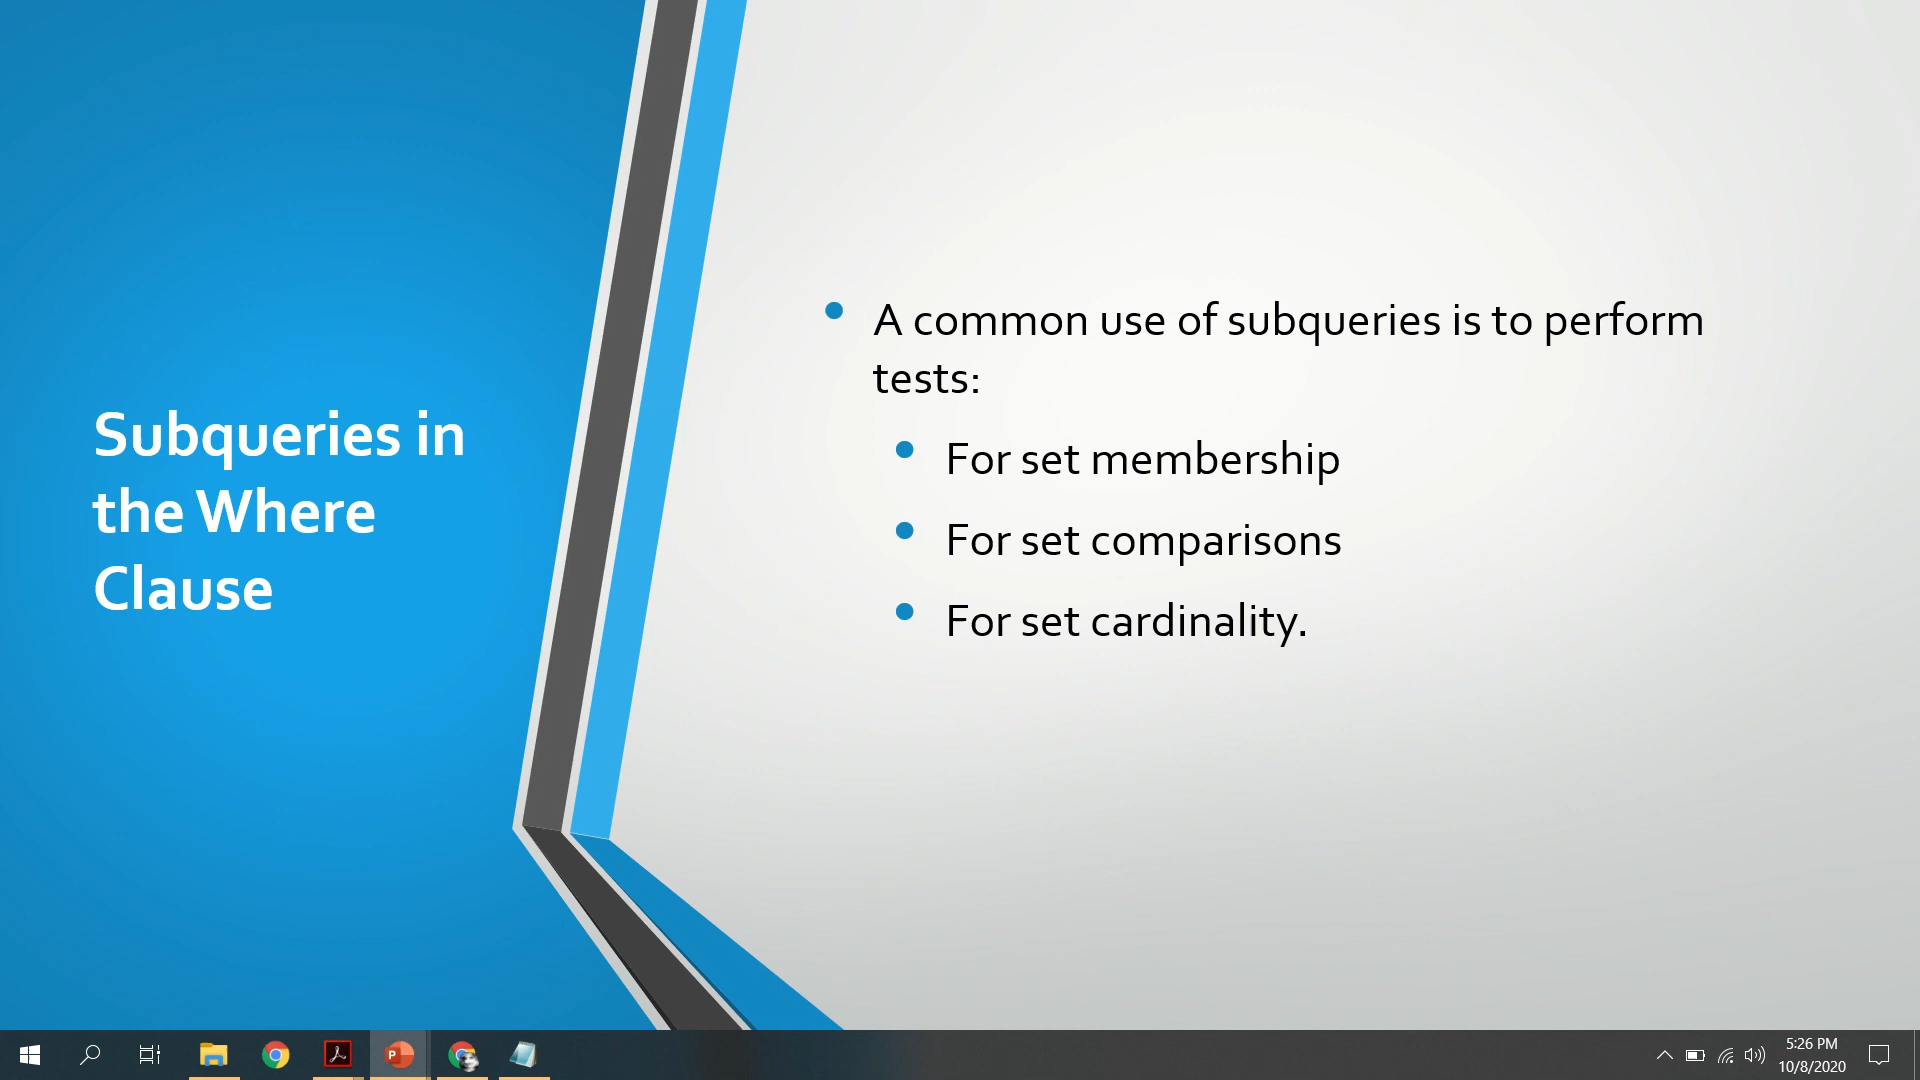 Subqueries in
the Where
Clause
A common use of subqueries is to perform
tests:
For set membership
For set comparisons
For set cardinality.
5:26 PM
10/8/2020